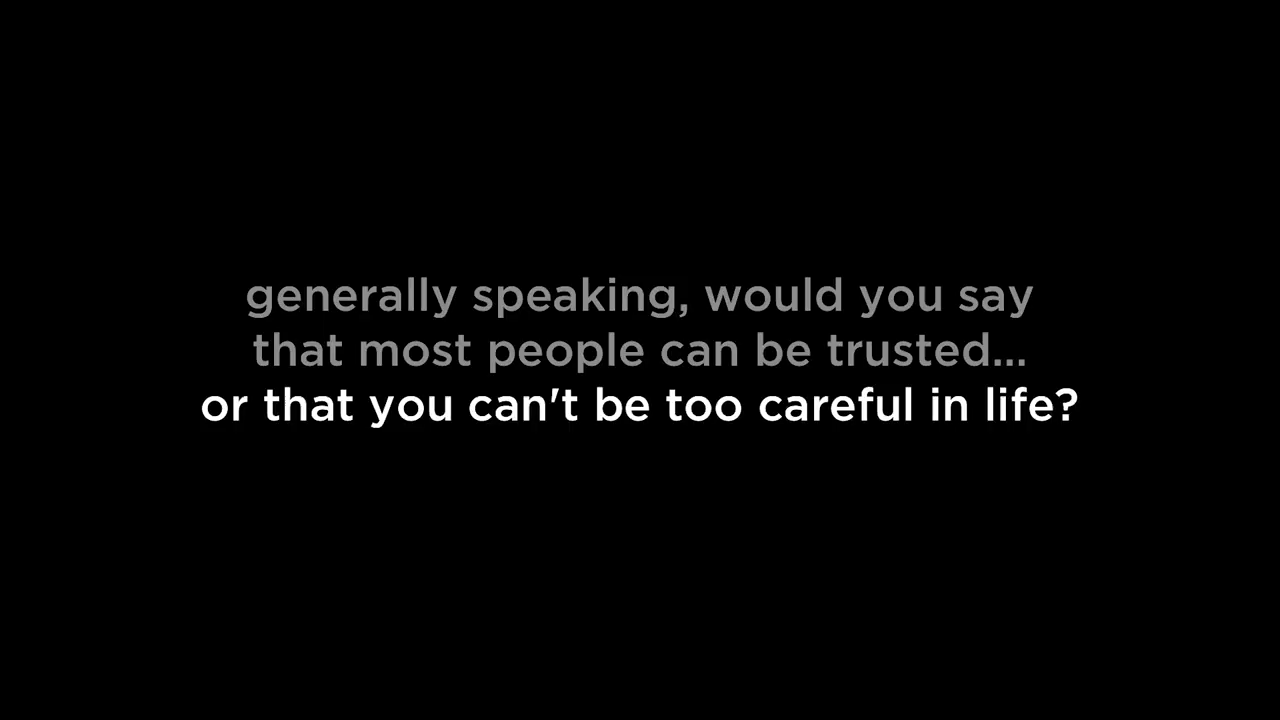 generally speaking, would you say
that most people can be trusted...
or that you can't be too careful in life?